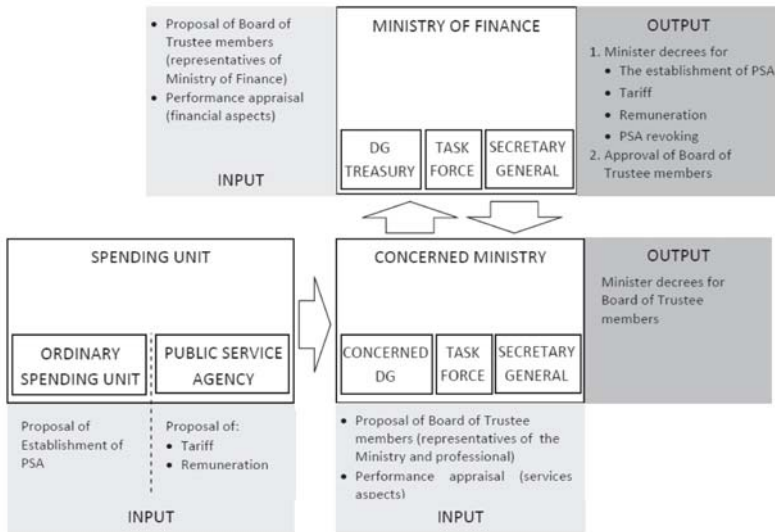 • Proposal of Board of
Trustee members
(representatives of
Ministry of Finance)
• Performance appraisal
(financial aspects)
INPUT
MINISTRY OF FINANCE
DG
TREASURY
TASK
FORCE
SECRETARY
GENERAL
OUTPUT
1. Minister decrees for
• The establishment of PSA
• Tariff
• Remuneration
• PSA revoking
2. Approval of Board of
Trustee members
SPENDING UNIT
ORDINARY
SPENDING UNIT
PUBLIC SERVICE
AGENCY
Proposal of
Establishment of
PSA
Proposal of:
• Tariff
• Remuneration
INPUT
CONCERNED MINISTRY
CONCERNED
DG
TASK
FORCE
SECRETARY
GENERAL
• Proposal of Board of Trustee
members (representatives of the
Ministry and professional)
• Performance appraisal (services
aspects)
INPUT
OUTPUT
Minister decrees for
Board of Trustee
members